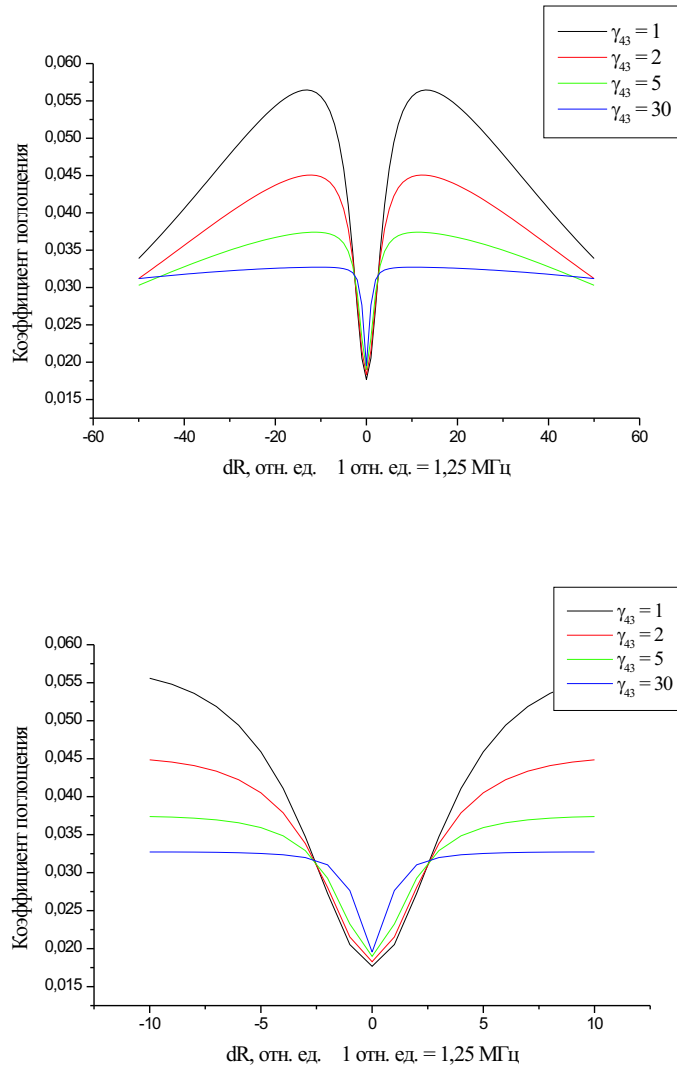 γ43 = 1
γ43 = 2
γ43 = 5
γ43 = 30
0,060
0,055
0,050
0,045
0,040
0,035
0,030
0,025
0,020
0,015
Коэффициент поглощения
-60 -40 -20 0 20 40 60
dR, отн. ед. 1 отн. ед. = 1,25 МГц
γ43 = 1
γ43 = 2
γ43 = 5
γ43 = 30
0,060
0,055
0,050
0,045
0,040
0,035
0,030
0,025
0,020
0,015
Коэффициент поглощения
-10 -5 0 5 10
dR, отн. ед. 1 отн. ед. = 1,25 МГц